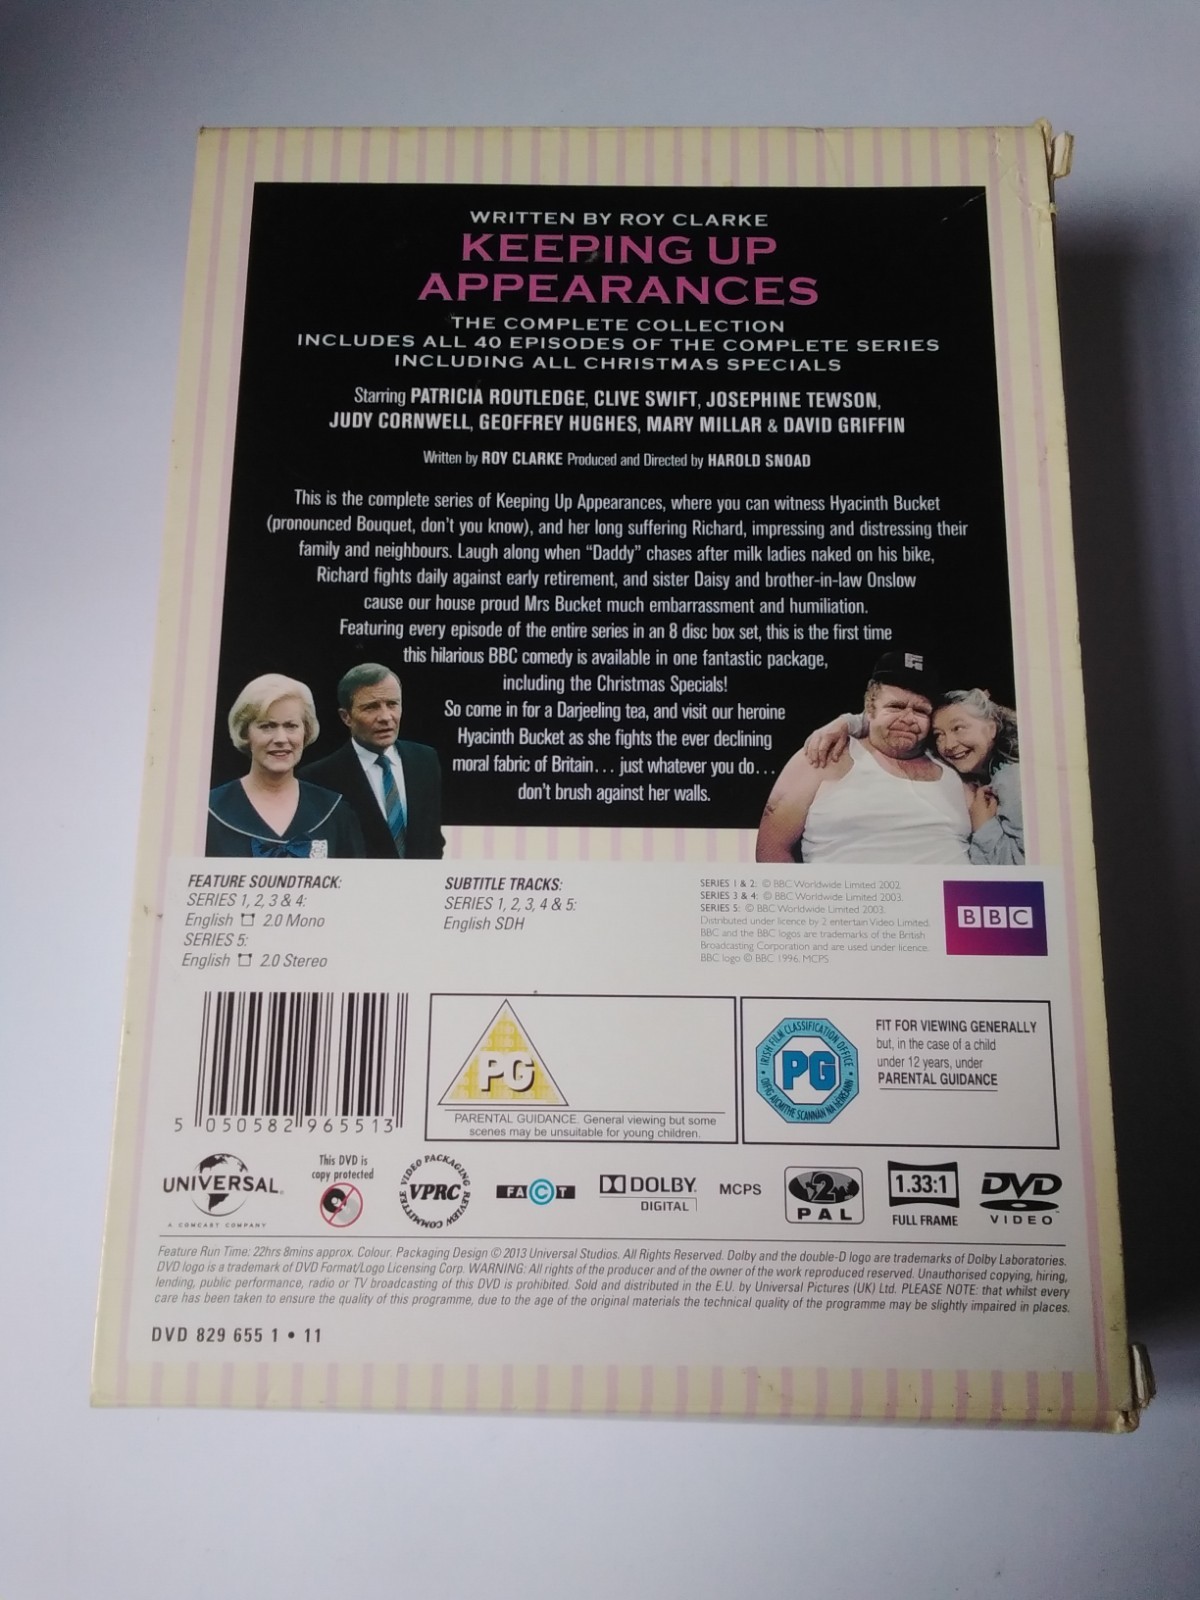 WRITTEN BY ROY CLARKE
KEEPING UP
APPEARANCES
THE COMPLETE COLLECTION
INCLUDES ALL 40 EPISODES OF THE COMPLETE SERIES
INCLUDING ALL CHRISTMAS SPECIALS
Starring PATRICIA ROUTLEDGE, CLIVE SWIFT, JOSEPHINE TEWSON,
JUDY CORNWELL, GEOFFREY HUGHES, MARY MILLAR & DAVID GRIFFIN
Written by ROY CLARKE Produced and Directed by HAROLD SNOAD
This is the complete series of Keeping Up Appearances, where you can witness Hyacinth Bucket
(pronounced Bouquet, don't you know), and her long suffering Richard, impressing and distressing their
family and neighbours. Laugh along when "Daddy" chases after milk ladies naked on his bike,
Richard fights daily against early retirement, and sister Daisy and brother-in-law Onslow
cause our house proud Mrs Bucket much embarrassment and humiliation.
Featuring every episode of the entire series in an 8 disc box set, this is the first time
this hilarious BBC comedy is available in one fantastic package,
including the Christmas Specials!
So come in for a Darjeeling tea, and visit our heroine
Hyacinth Bucket as she fights the ever declining
moral fabric of Britain... just whatever you do...
don't brush against her walls.
FEATURE SOUNDTRACK:
SERIES 1, 2, 3 & 4:
English 2.0 Mono
SERIES 5:
English 2.0 Stereo
SUBTITLE TRACKS:
SERIES 1, 2, 3, 4 & 5:
English SDH
SERIES 1 & 2: © BBC Worldwide Limited 2002
SERIES 3 & 4: © BBC Worldwide Limited 2003.
SERIES 5: © BBC Worldwide Limited 2003.
Distributed under licence by 2 entertain Video Limited.
BBC and the BBC logos are trademarks of the British
Broadcasting Corporation and are used under licence.
BBC logo © BBC 1996. MCPS
BBC
5 050582 965513
PG
PARENTAL GUIDANCE. General viewing but some
scenes may be unsuitable for young children.
IRISH FILM CLASSIFICATION OFFICE
PG
OIFIG AICMITHE SCANNÁN NA hÉIREANN
FIT FOR VIEWING GENERALLY
but, in the case of a child
under 12 years, under
PARENTAL GUIDANCE
UNIVERSAL
A COMCAST COMPANY
This DVD is
copy protected
VIDEO PACKAGING REVIEW COMMITTEE
VPRC
FACT
DOLBY
DIGITAL
MCPS
2
PAL
1.33:1
FULL FRAME
DVD
VIDEO
Feature Run Time: 22hrs 8mins approx. Colour. Packaging Design © 2013 Universal Studios. All Rights Reserved. Dolby and the double-D logo are trademarks of Dolby Laboratories.
DVD logo is a trademark of DVD Format/Logo Licensing Corp. WARNING: All rights of the producer and of the owner of the work reproduced reserved. Unauthorised copying, hiring,
lending, public performance, radio or TV broadcasting of this DVD is prohibited. Sold and distributed in the E.U. by Universal Pictures (UK) Ltd. PLEASE NOTE: that whilst every
care has been taken to ensure the quality of this programme, due to the age of the original materials the technical quality of the programme may be slightly impaired in places.
DVD 829 655 1 • 11